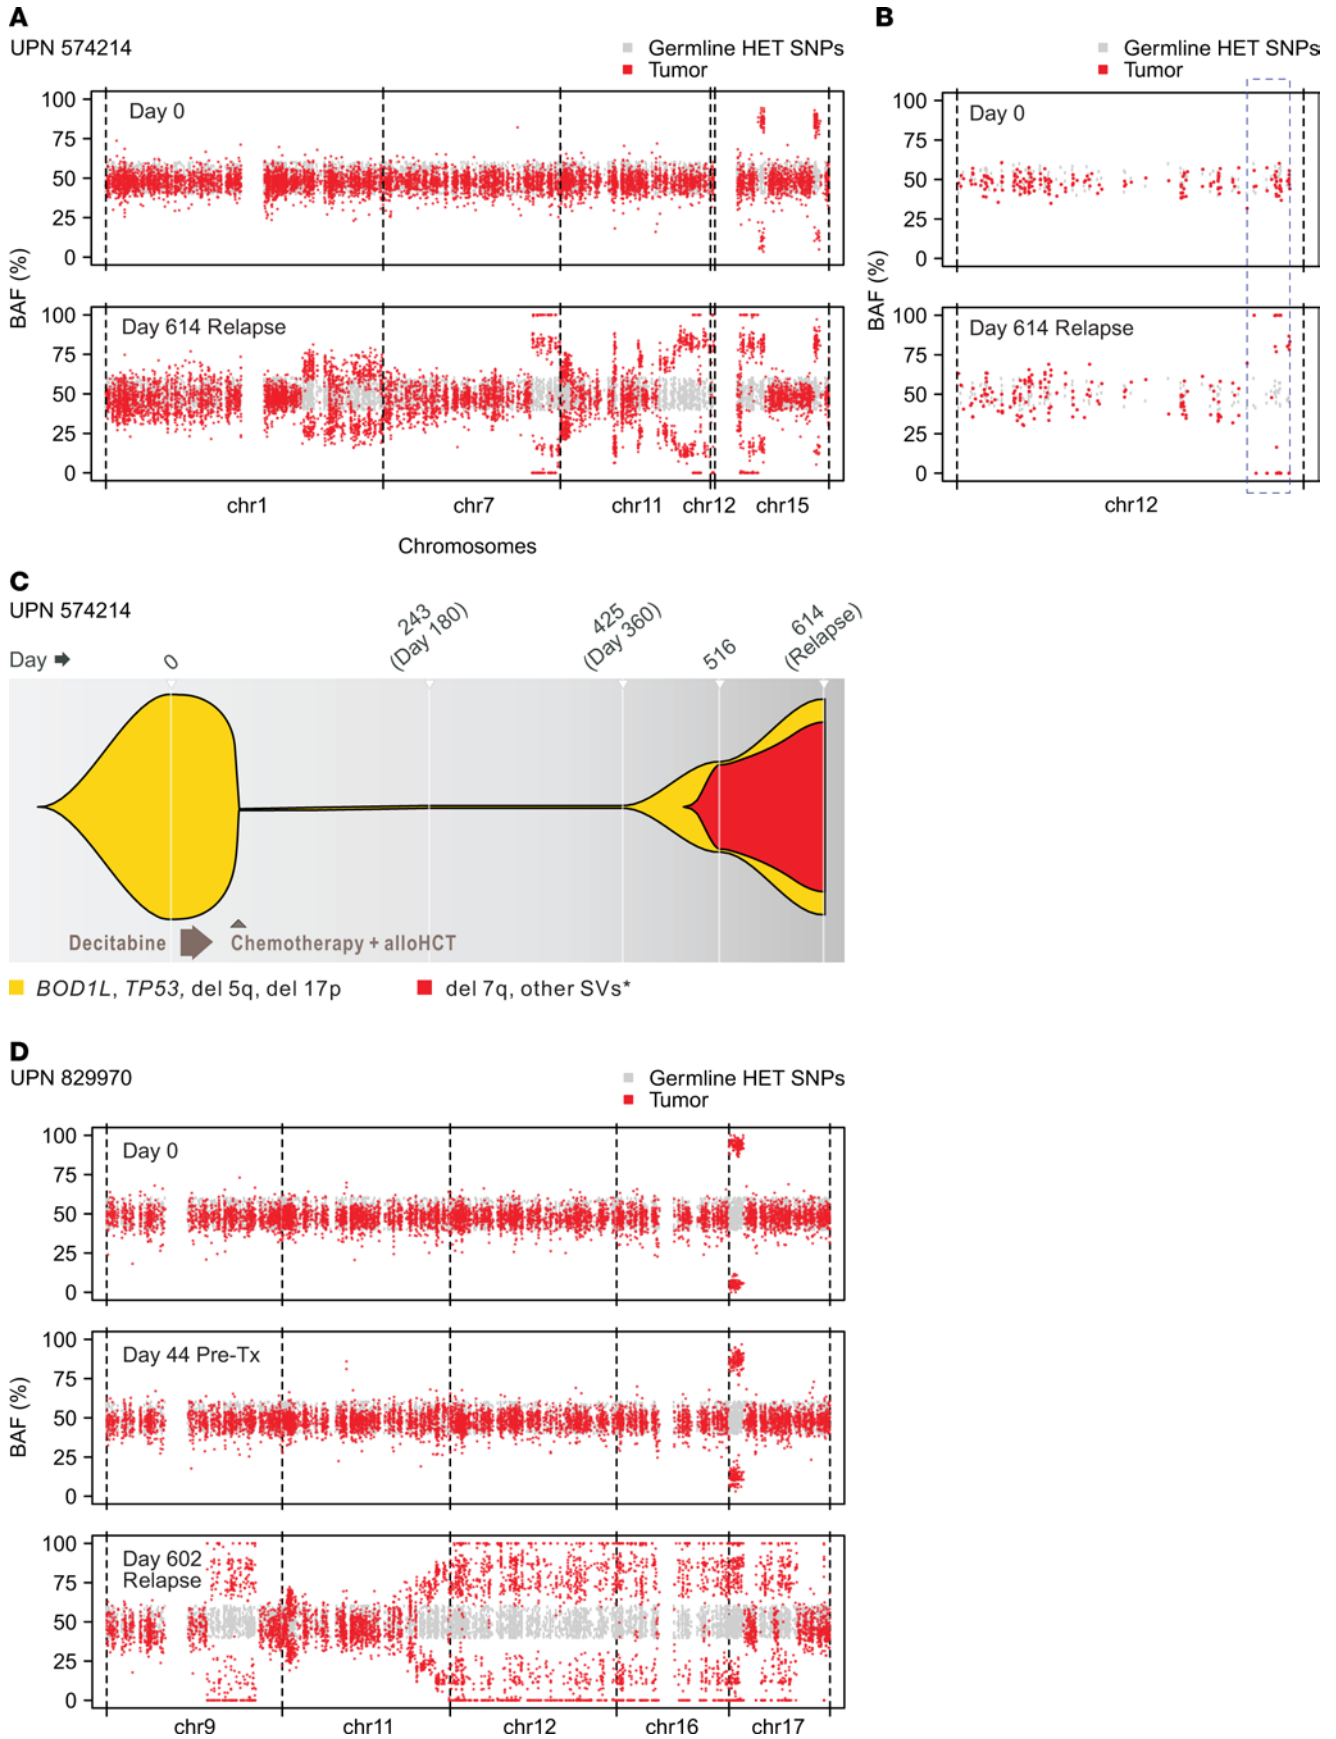 A
UPN 574214
Germline HET SNPs
Tumor
100
75
50
25
0
Day 0
BAF (%)
100
75
50
25
0
Day 614 Relapse
chr1
chr7
chr11
chr12
chr15
Chromosomes
B
Germline HET SNPs
Tumor
100
75
50
25
0
Day 0
BAF (%)
100
75
50
25
0
Day 614 Relapse
chr12
C
UPN 574214
Day
0
243
(Day 180)
425
(Day 360)
516
614
(Relapse)
Decitabine
Chemotherapy + alloHCT
BOD1L, TP53, del 5q, del 17p
del 7q, other SVs*
D
UPN 829970
Germline HET SNPs
Tumor
100
75
50
25
0
Day 0
100
75
50
25
0
Day 44 Pre-Tx
BAF (%)
100
75
50
25
0
Day 602
Relapse
chr9
chr11
chr12
chr16
chr17